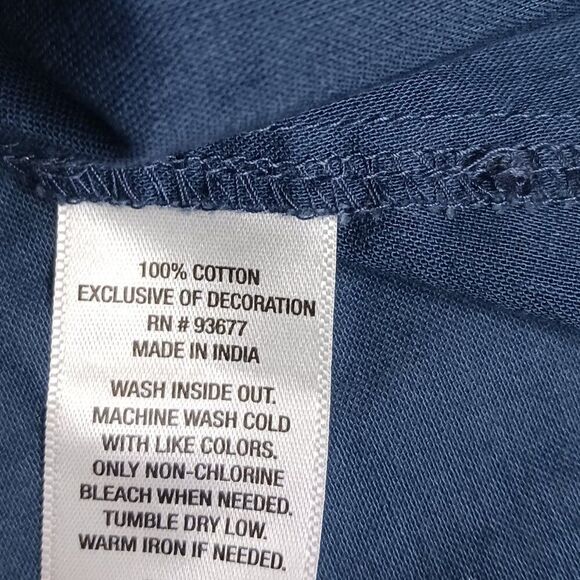 100% COTTON
EXCLUSIVE OF DECORATION
RN # 93677
MADE IN INDIA
WASH INSIDE OUT.
MACHINE WASH COLD
WITH LIKE COLORS.
ONLY NON-CHLORINE
BLEACH WHEN NEEDED.
TUMBLE DRY LOW.
WARM IRON IF NEEDED.